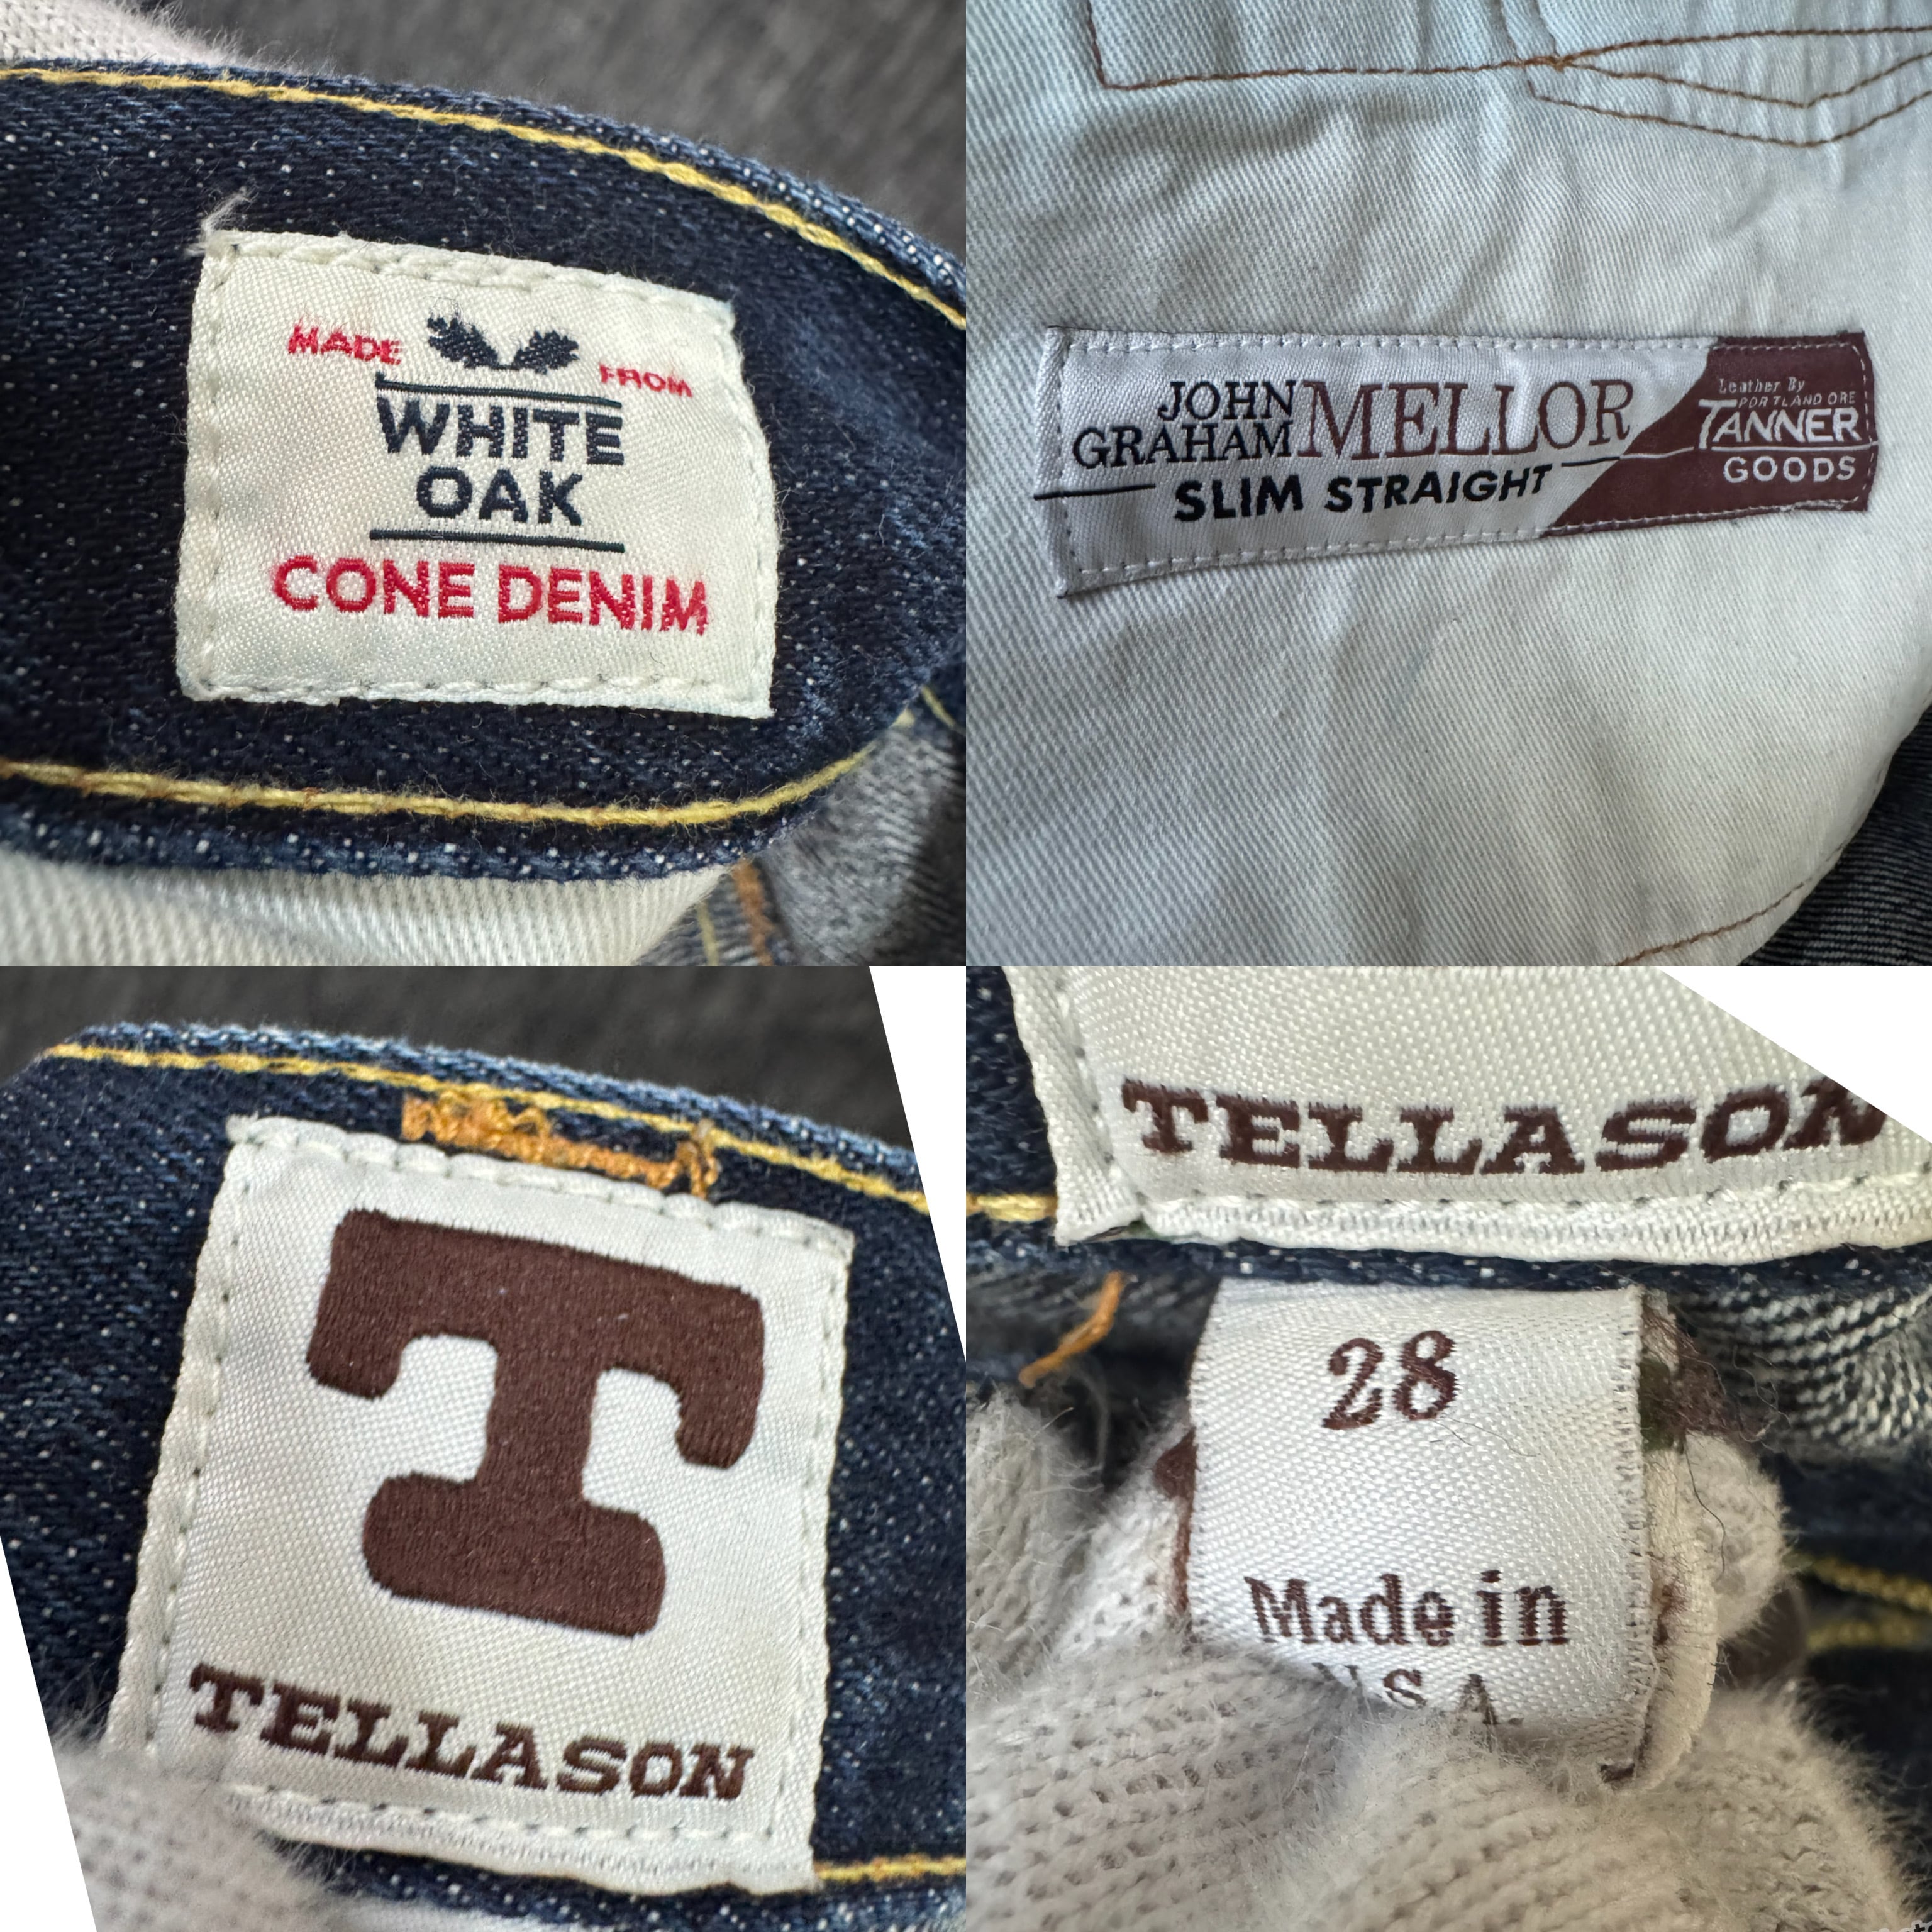 MADE FROM
WHITE
OAK
CONE DENIM
JOHN
GRAHAM
MELLOR
SLIM STRAIGHT
Leather By
PORTLAND ORE
TANNER
GOODS
T
TELLASON
TELLASON
28
Made in
U.S.A